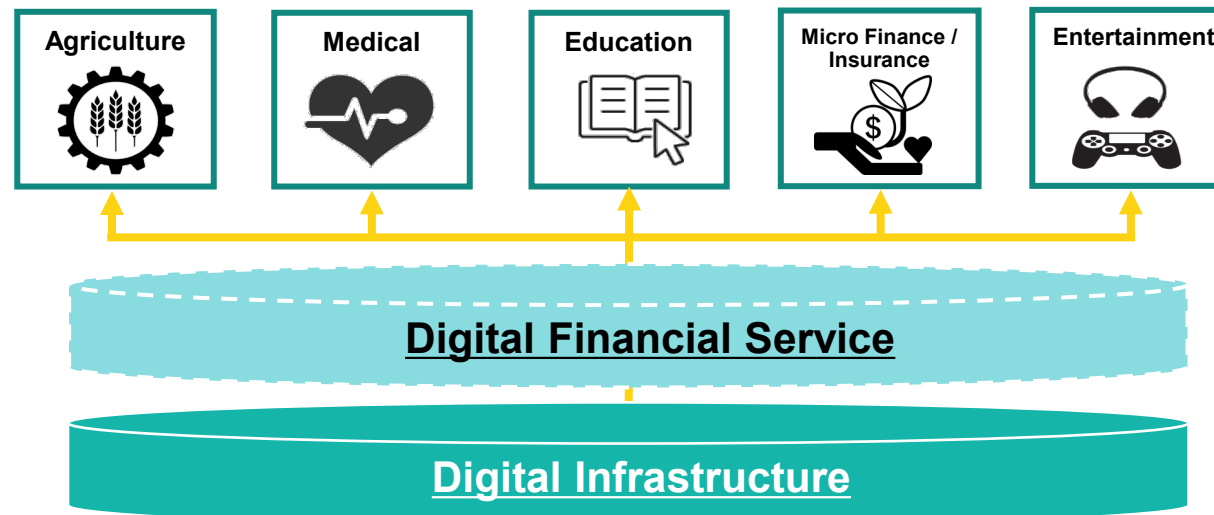 Agriculture
Medical
Education
Micro Finance /
Insurance
Entertainment
$
Digital Financial Service
Digital Infrastructure